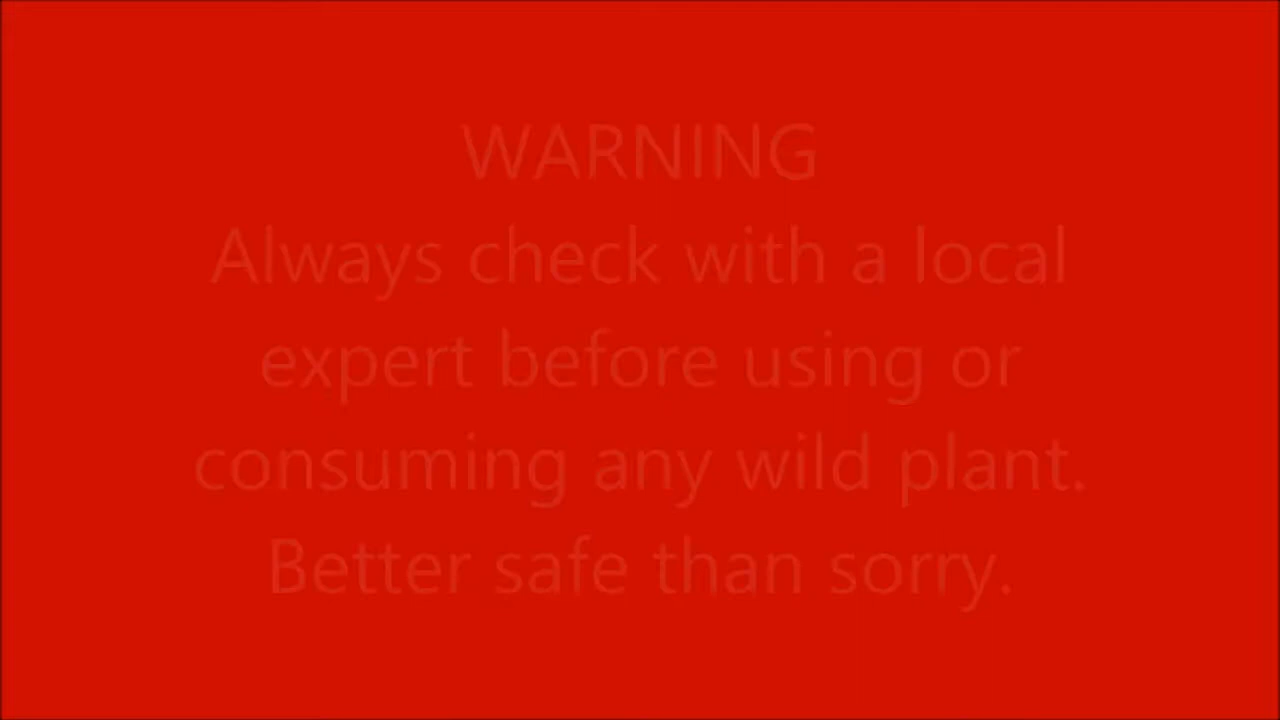 WARNING
Always check with a local
expert before using or
consuming any wild plant.
Better safe than sorry.